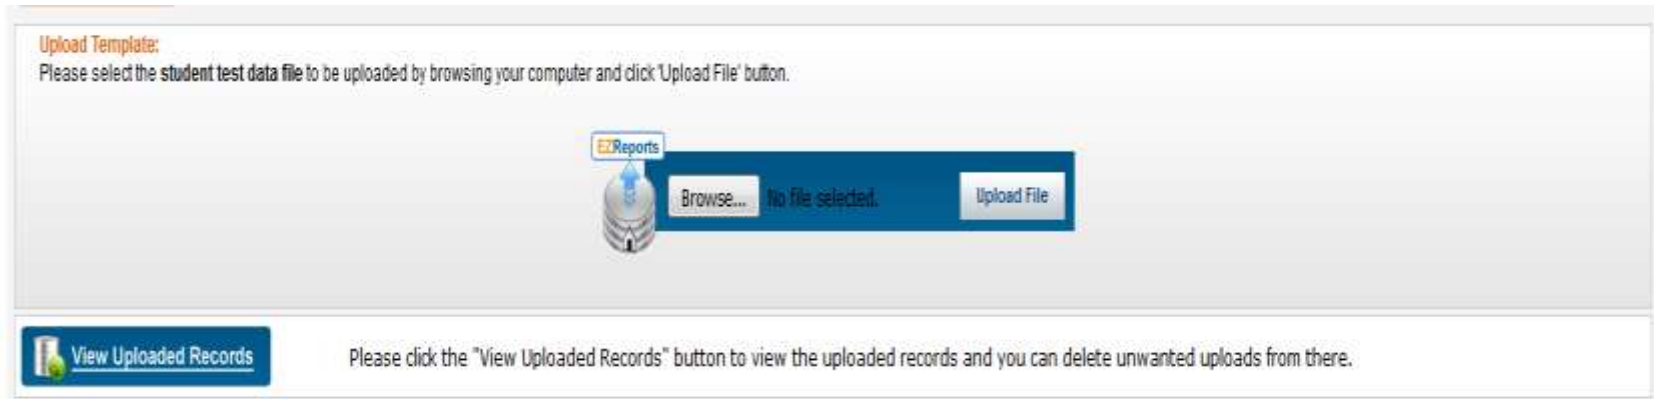 Upload Template:
Please select the student test data file to be uploaded by browsing your computer and click 'Upload File' button.
EZReports
Browse... No file selected. Upload File
View Uploaded Records Please click the "View Uploaded Records" button to view the uploaded records and you can delete unwanted uploads from there.